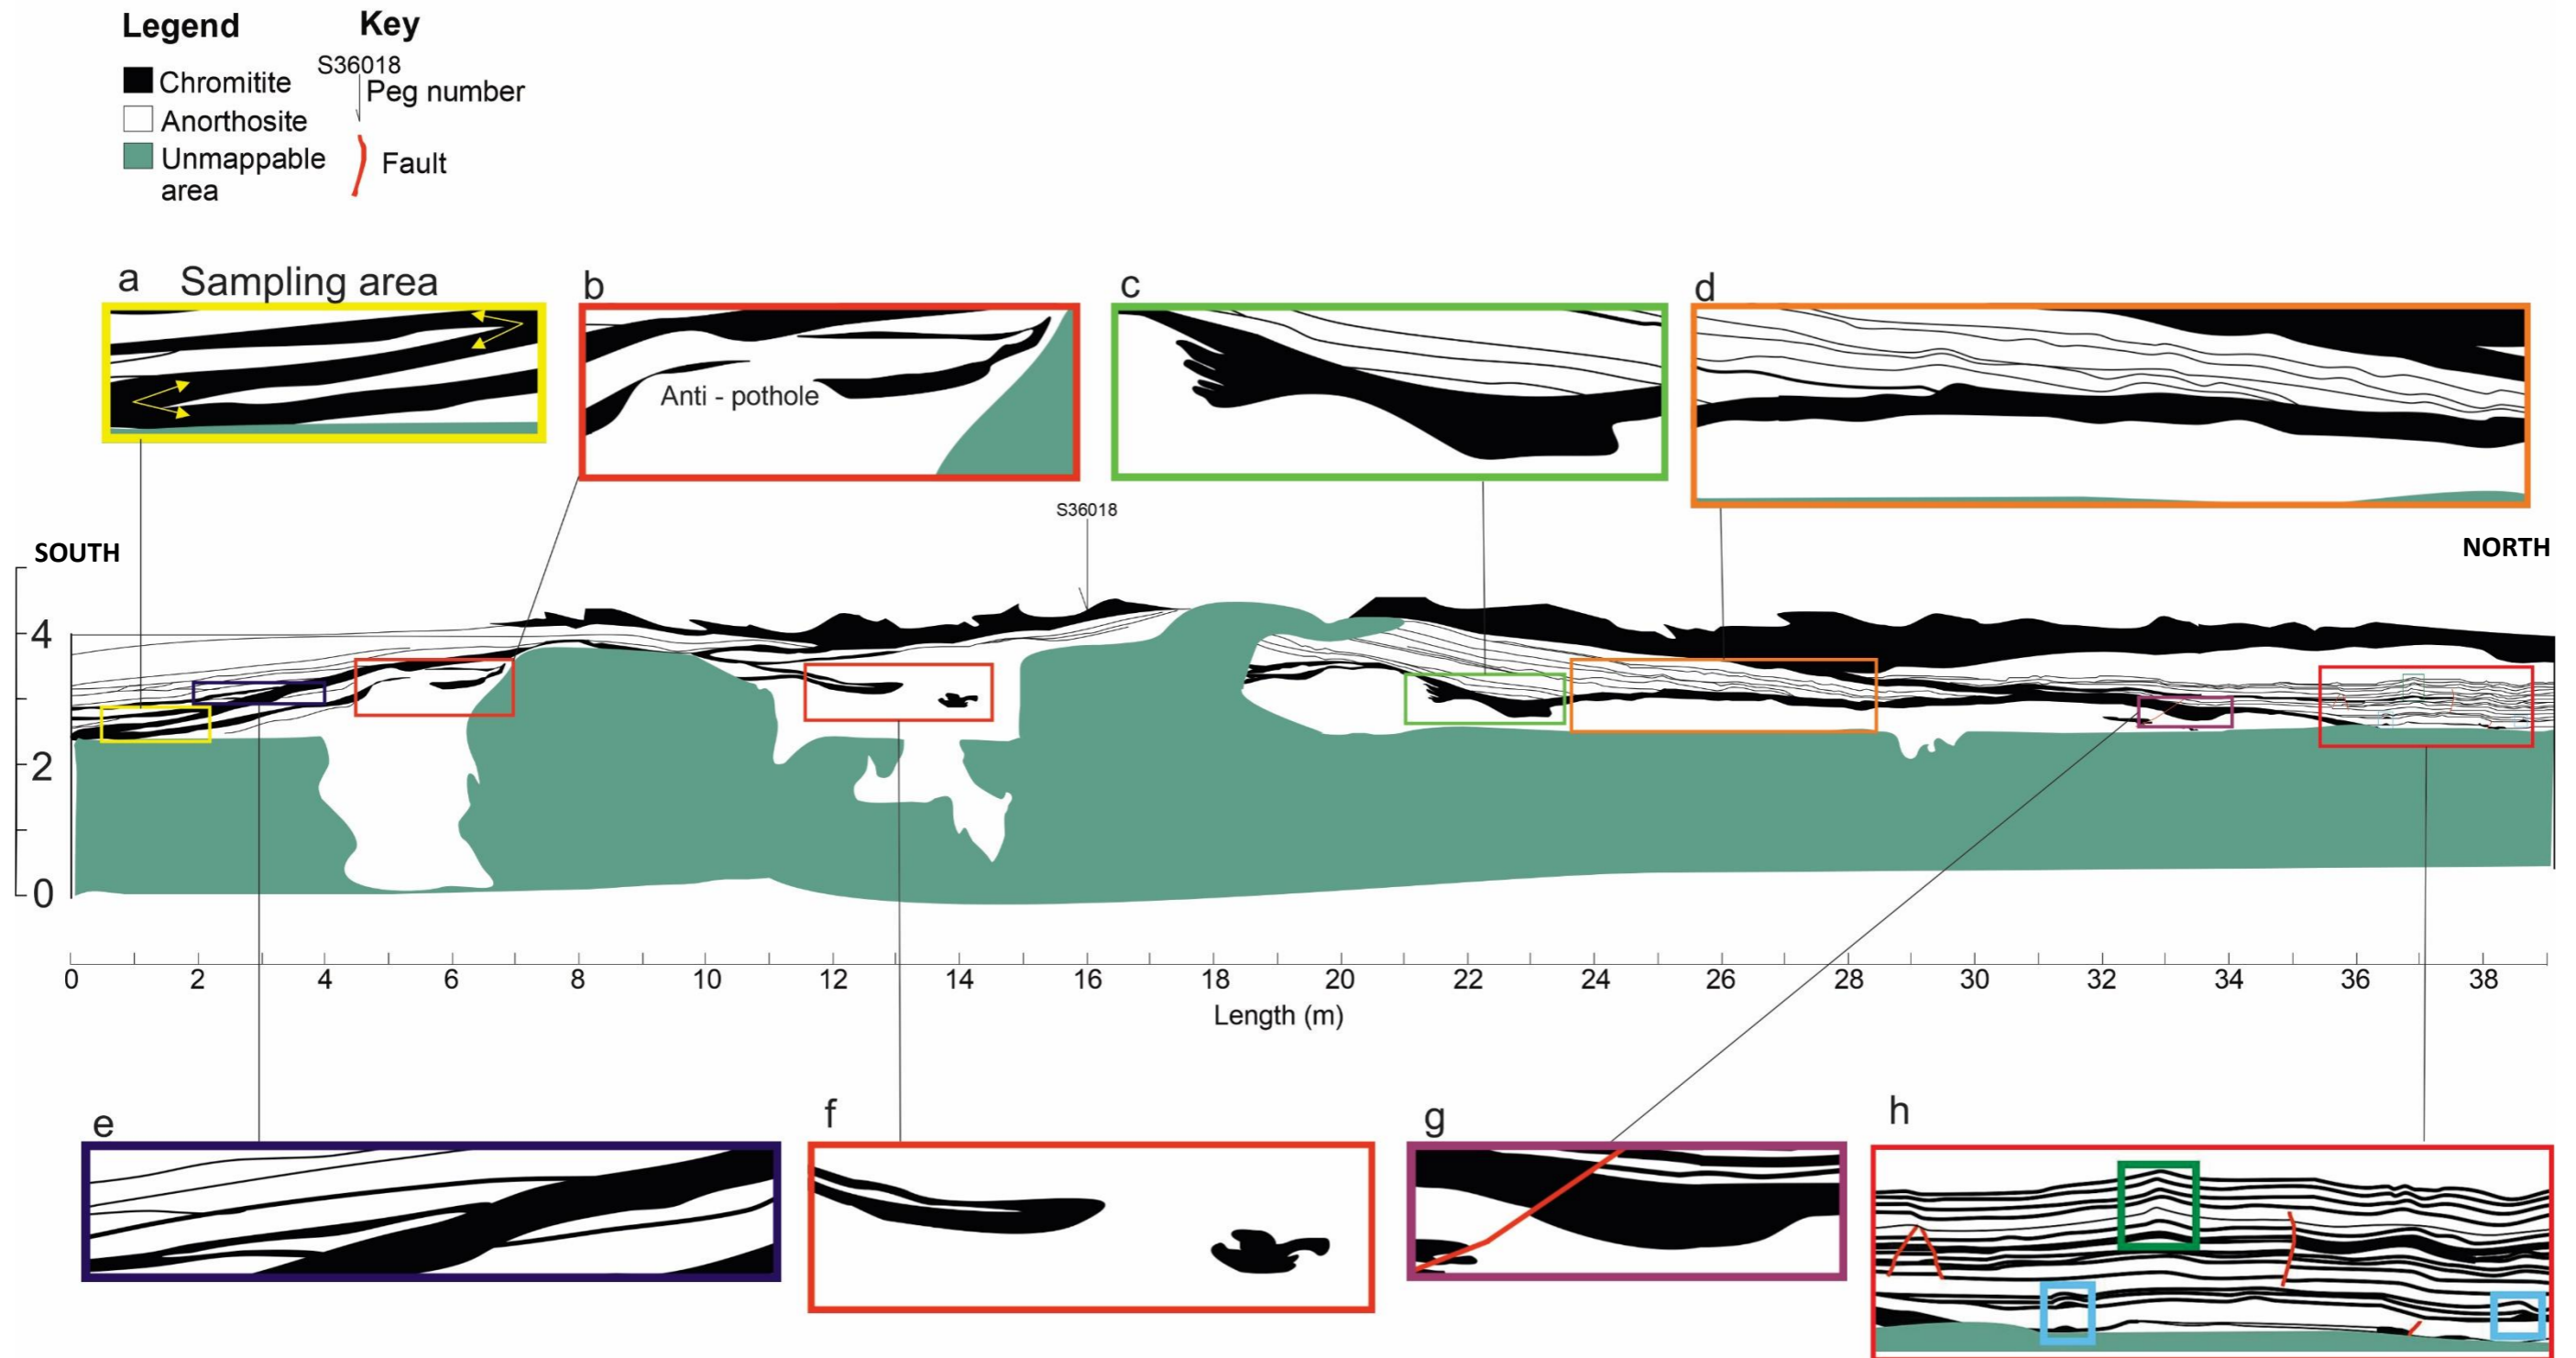 Legend
Key
Chromitite
Anorthosite
Unmappable
area
S36018
Peg number
Fault
a Sampling area
b
c
d
Anti - pothole
S36018
SOUTH
NORTH
4
2
0
0 2 4 6 8 10 12 14 16 18 20 22 24 26 28 30 32 34 36 38
Length (m)
e
f
g
h